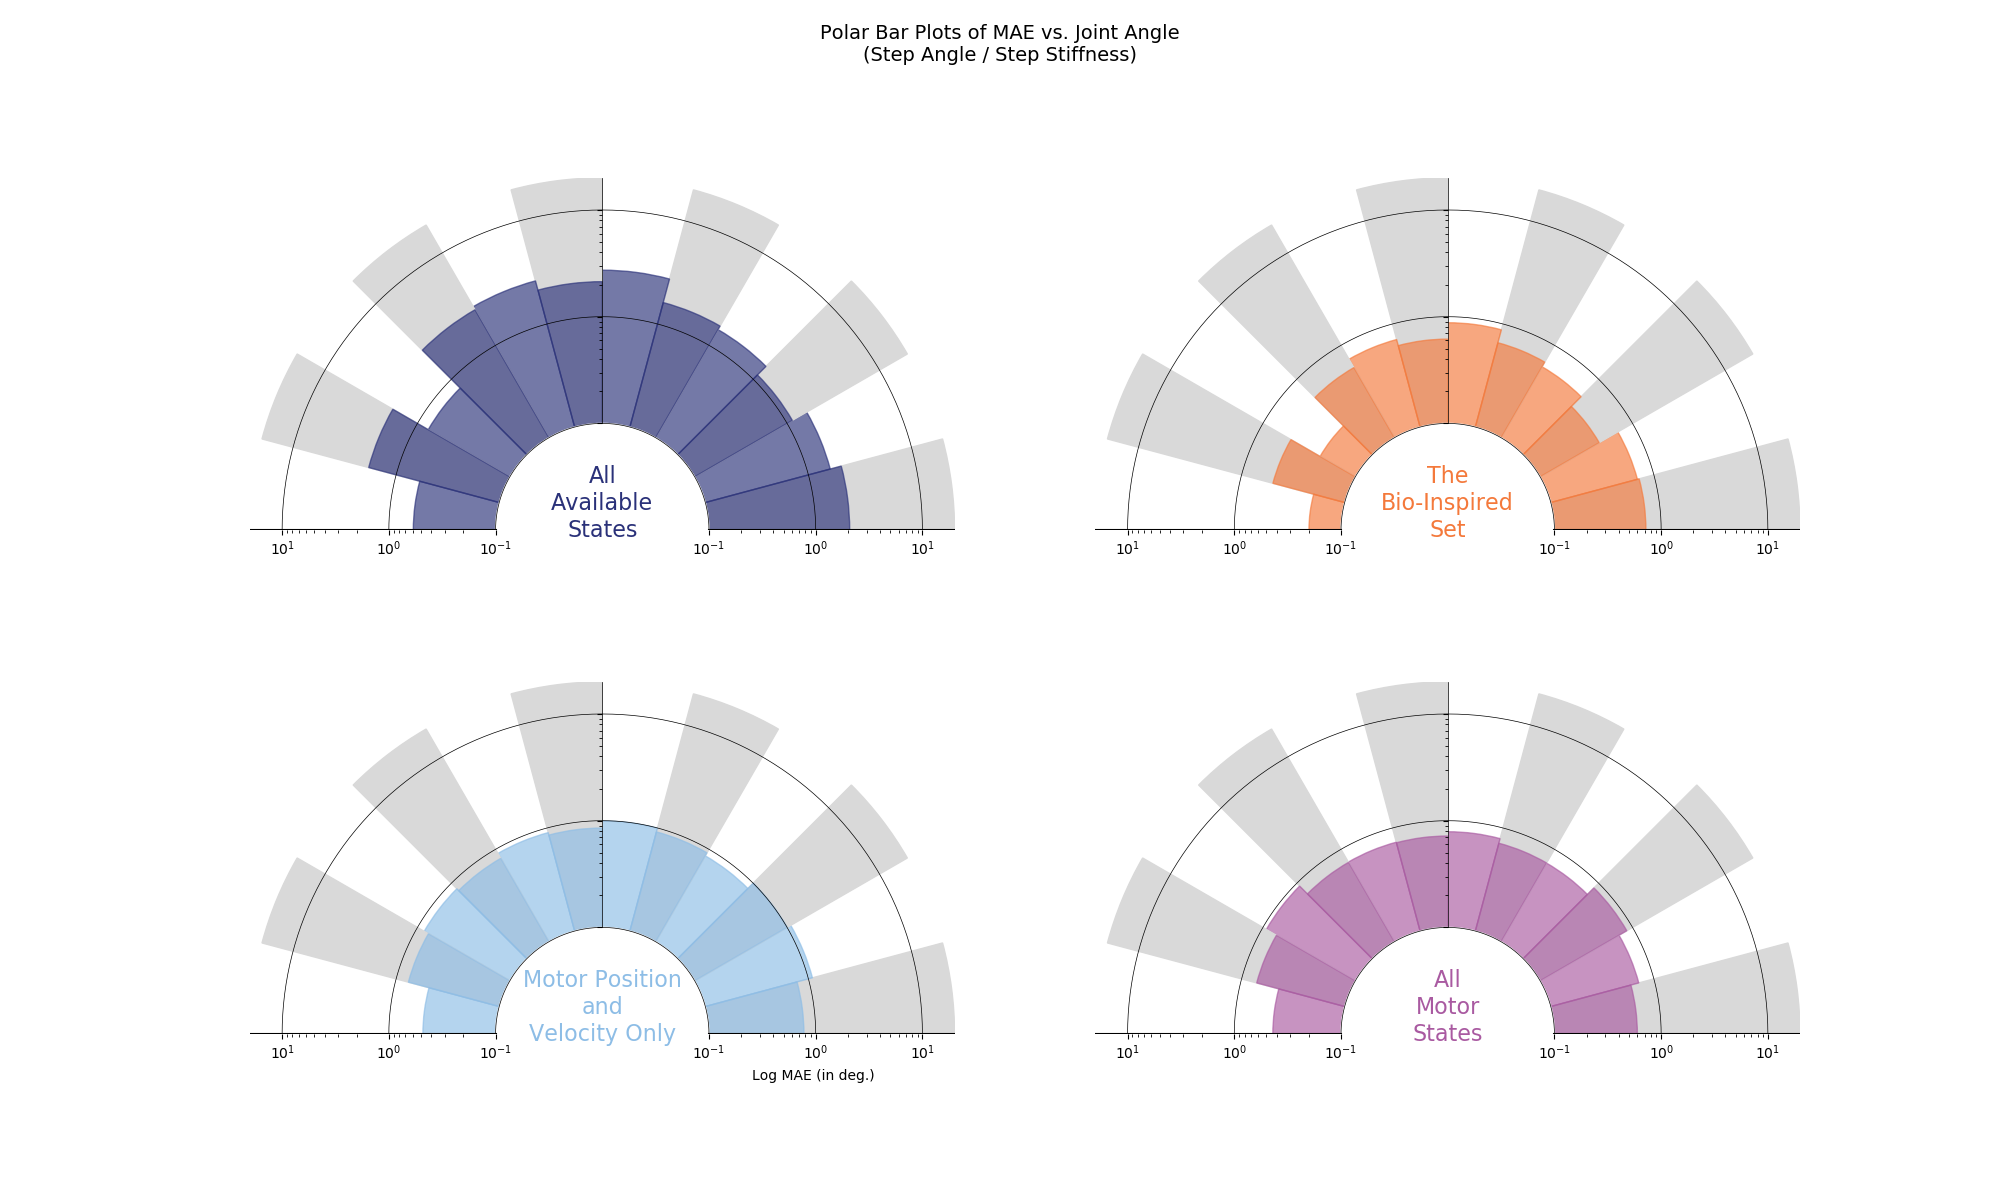 Polar Bar Plots of MAE vs. Joint Angle
(Step Angle / Step Stiffness)
All
Available
States
10¹ 10⁰ 10⁻¹ 10⁻¹ 10⁰ 10¹
The
Bio-Inspired
Set
10¹ 10⁰ 10⁻¹ 10⁻¹ 10⁰ 10¹
Motor Position
and
Velocity Only
10¹ 10⁰ 10⁻¹ 10⁻¹ 10⁰ 10¹
Log MAE (in deg.)
All
Motor
States
10¹ 10⁰ 10⁻¹ 10⁻¹ 10⁰ 10¹